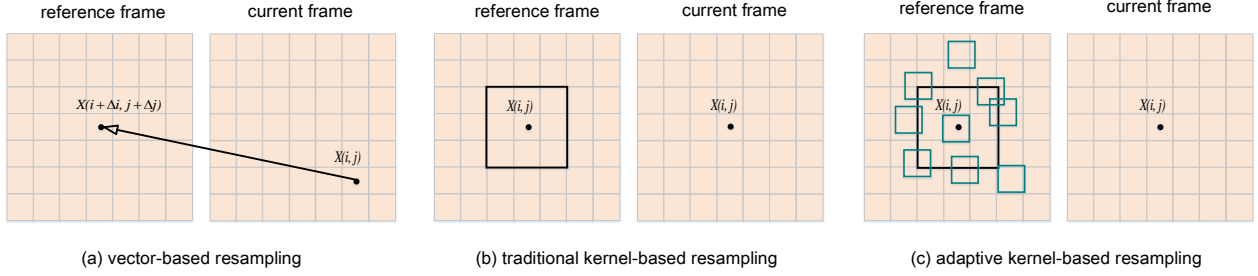 reference frame
current frame
reference frame
current frame
reference frame
current frame
X(i + Δi, j + Δj)
X(i, j)
X(i, j)
X(i, j)
X(i, j)
X(i, j)
(a) vector-based resampling
(b) traditional kernel-based resampling
(c) adaptive kernel-based resampling